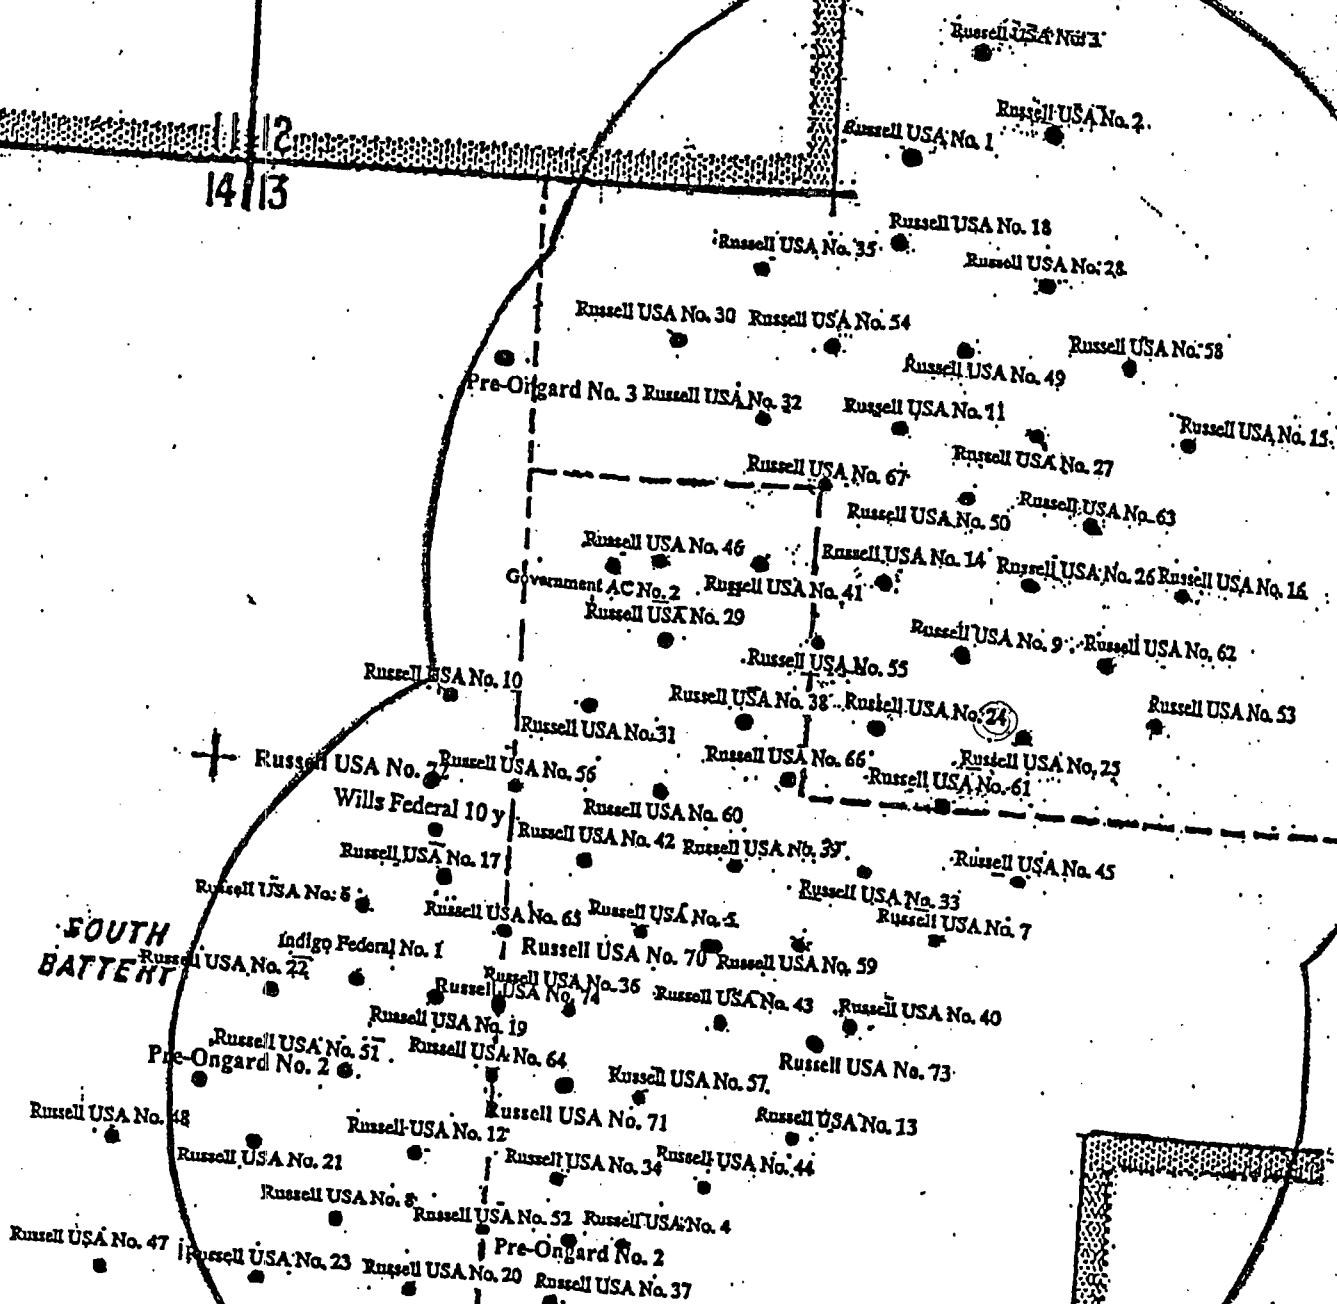 Russell USA No. 3
Russell USA No. 2
Russell USA No. 1
11 12
14 13
Russell USA No. 18
Russell USA No. 35
Russell USA No. 28
Russell USA No. 30
Russell USA No. 54
Russell USA No. 58
Russell USA No. 49
Pre-Ongard No. 3
Russell USA No. 32
Russell USA No. 11
Russell USA No. 15
Russell USA No. 27
Russell USA No. 67
Russell USA No. 50
Russell USA No. 63
Russell USA No. 46
Russell USA No. 14
Russell USA No. 26
Russell USA No. 16
Government AC No. 2
Russell USA No. 41
Russell USA No. 29
Russell USA No. 9
Russell USA No. 62
Russell USA No. 55
Russell USA No. 10
Russell USA No. 38
Russell USA No. 24
Russell USA No. 53
Russell USA No. 31
Russell USA No. 66
Russell USA No. 25
Russell USA No. 72
Russell USA No. 56
Russell USA No. 61
Wills Federal 10 y
Russell USA No. 60
Russell USA No. 42
Russell USA No. 39
Russell USA No. 17
Russell USA No. 45
Russell USA No. 6
Russell USA No. 33
Russell USA No. 65
Russell USA No. 5
Russell USA No. 7
SOUTH
BATTERY
Indigo Federal No. 1
Russell USA No. 70
Russell USA No. 59
Russell USA No. 22
Russell USA No. 36
Russell USA No. 74
Russell USA No. 43
Russell USA No. 40
Russell USA No. 19
Russell USA No. 51
Russell USA No. 64
Pre-Ongard No. 2
Russell USA No. 57
Russell USA No. 73
Russell USA No. 48
Russell USA No. 71
Russell USA No. 13
Russell USA No. 12
Russell USA No. 21
Russell USA No. 34
Russell USA No. 44
Russell USA No. 8
Russell USA No. 52
Russell USA No. 4
Russell USA No. 47
Pre-Ongard No. 2
Russell USA No. 23
Russell USA No. 20
Russell USA No. 37